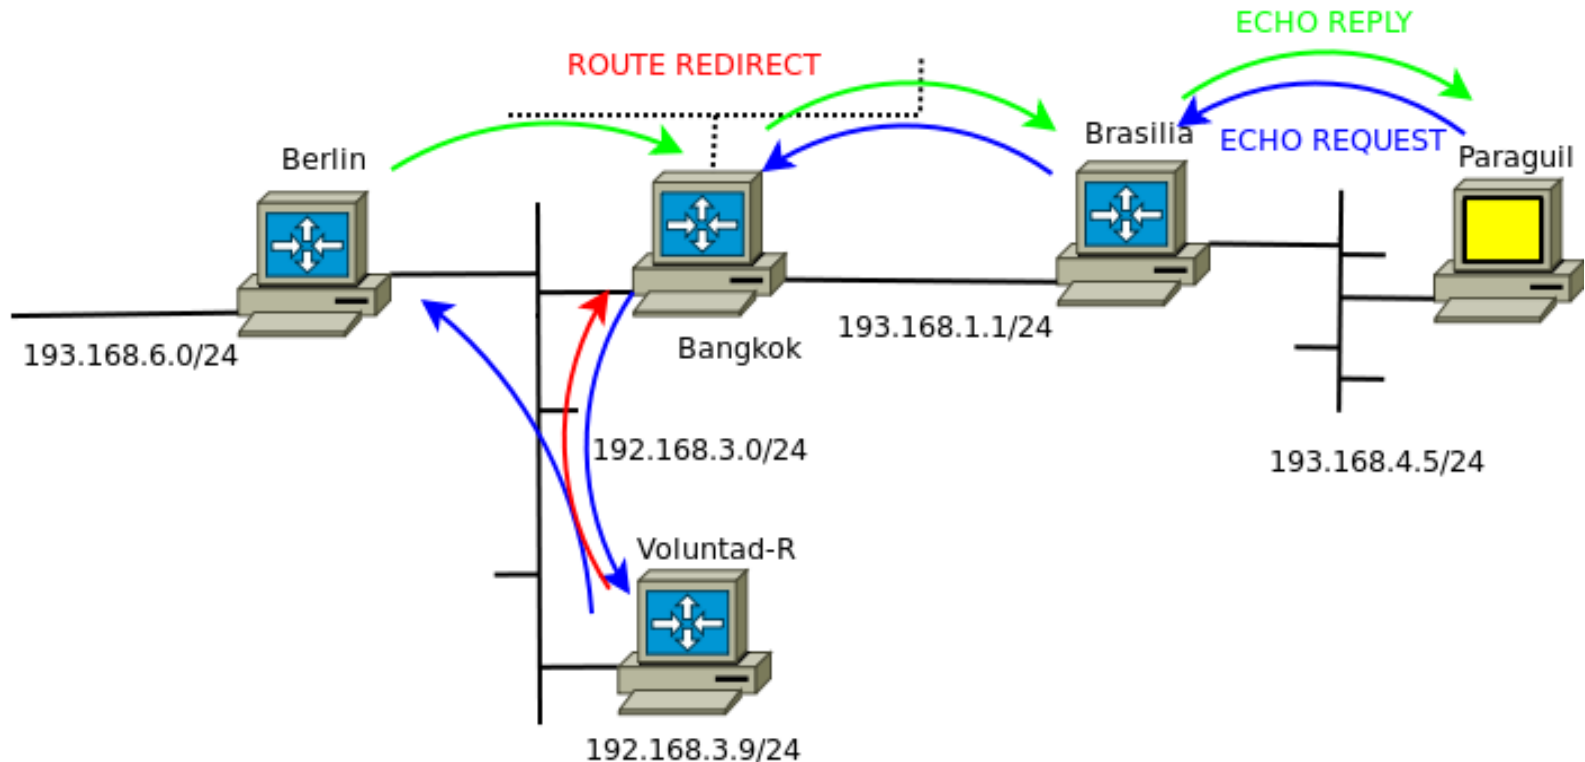 ECHO REPLY
ROUTE REDIRECT
Brasilia
ECHO REQUEST
Paraguil
Berlin
193.168.1.1/24
Bangkok
193.168.6.0/24
192.168.3.0/24
193.168.4.5/24
Voluntad-R
192.168.3.9/24